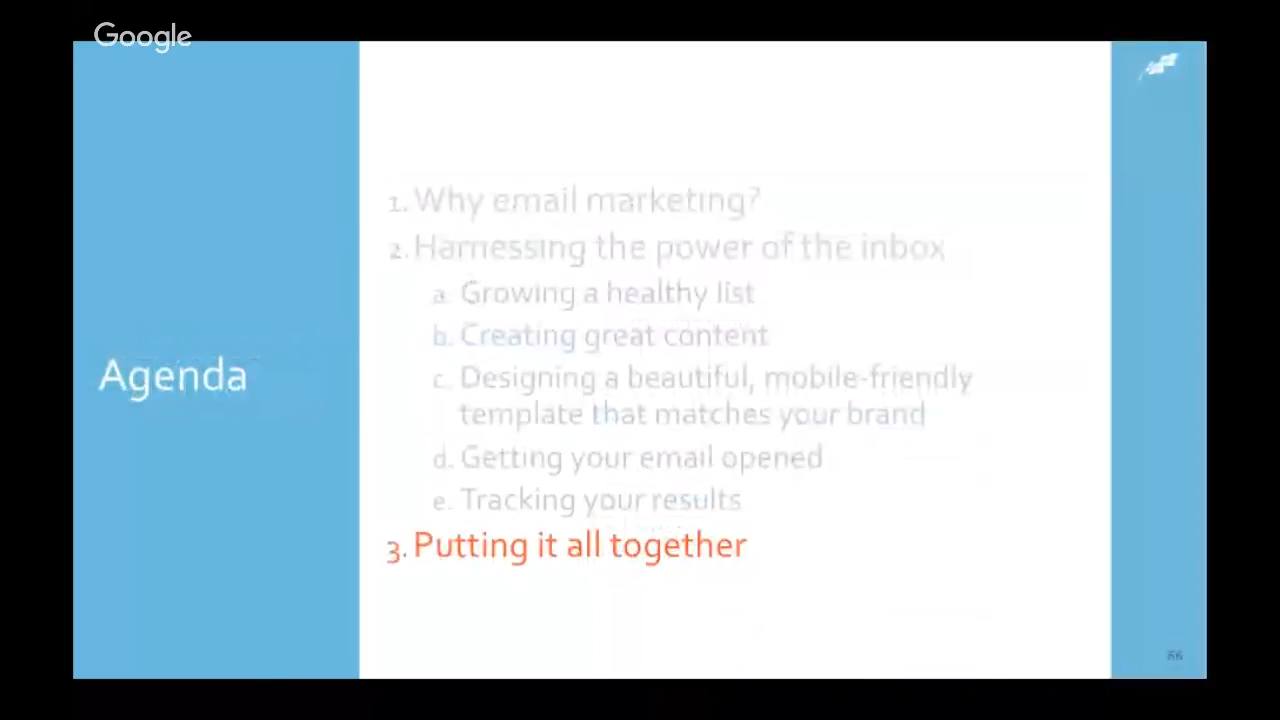 Google
Agenda
1. Why email marketing?
2. Harnessing the power of the inbox
a. Growing a healthy list
b. Creating great content
c. Designing a beautiful, mobile-friendly
template that matches your brand
d. Getting your email opened
e. Tracking your results
3. Putting it all together
66